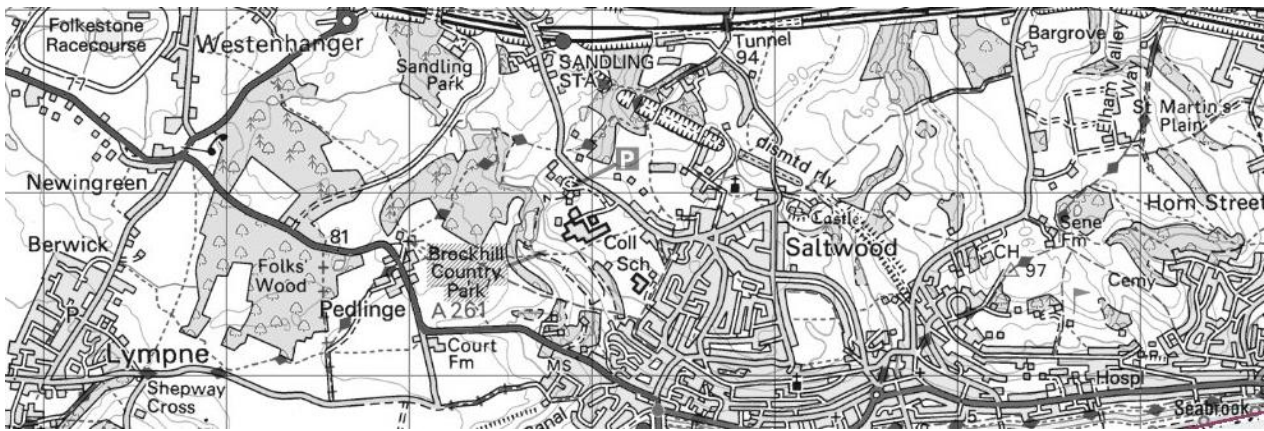 Folkestone
Racecourse
77
Westenhanger
Sandling
Park
SANDLING
STA
Tunnel
94
Bargrove
Elham
Valley
Way
St Martin's
Plain
P
dismtd rly
Newingreen
Berwick
P
81
Folks
Wood
Pedlinge
Brockhill
Country
Park
A 261
Coll
Sch
Castle
Saltwood
Sene
Fm
CH
97
Horn Street
Cemy
Lympne
Shepway
Cross
Court
Fm
MS
Canal
Hospl
5
Seabrook